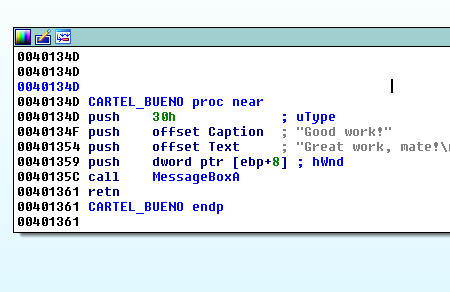 0040134D
0040134D
0040134D
0040134D CARTEL_BUENO proc near
0040134D push 30h ; uType
0040134F push offset Caption ; "Good work!"
00401354 push offset Text ; "Great work, mate!\
00401359 push dword ptr [ebp+8] ; hWnd
0040135C call MessageBoxA
00401361 retn
00401361 CARTEL_BUENO endp
00401361